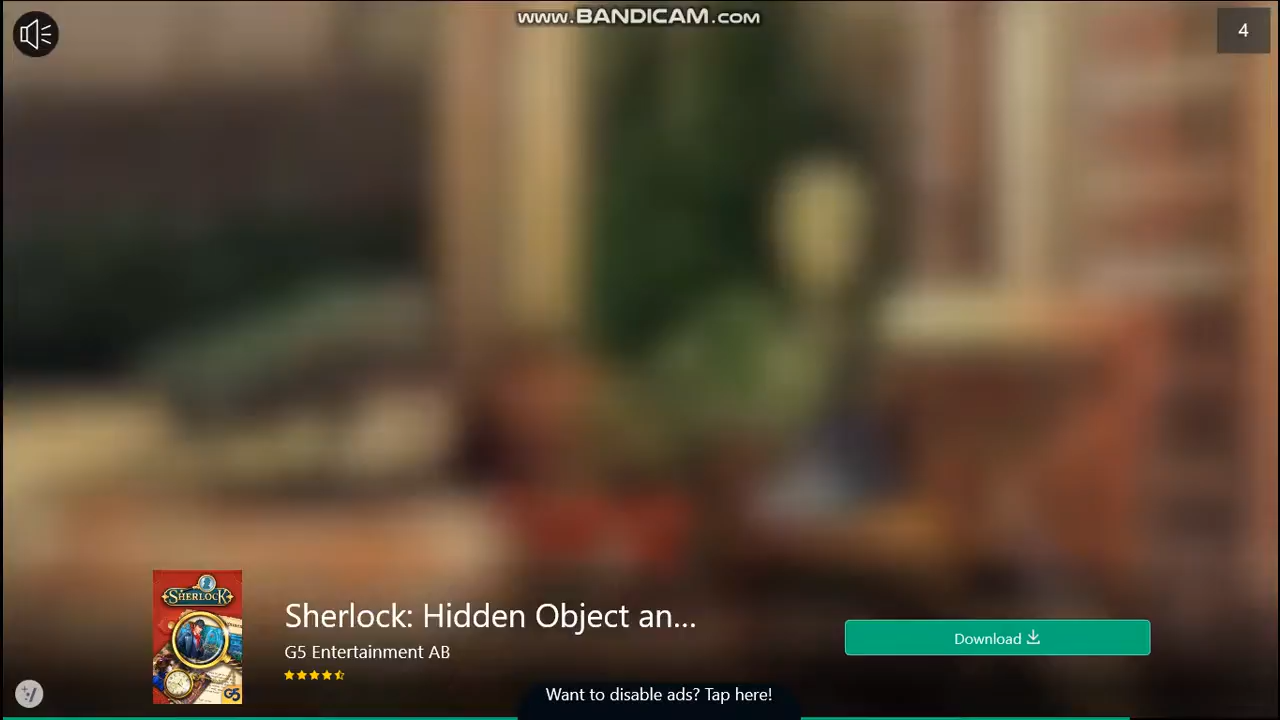 www.BANDICAM.com
4
SHERLOCK
G5
Sherlock: Hidden Object an...
G5 Entertainment AB
Download
Want to disable ads? Tap here!